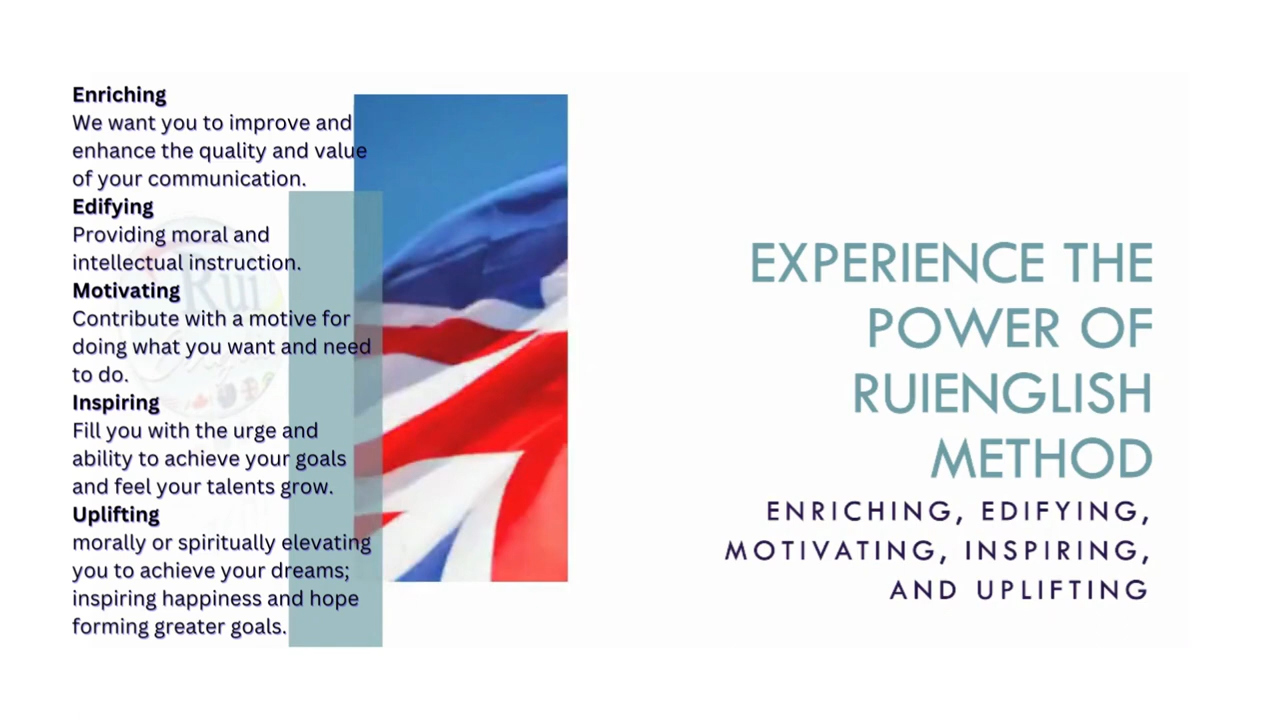 Enriching
We want you to improve and
enhance the quality and value
of your communication.
Edifying
Providing moral and
intellectual instruction.
Motivating
Contribute with a motive for
doing what you want and need
to do.
Inspiring
Fill you with the urge and
ability to achieve your goals
and feel your talents grow.
Uplifting
morally or spiritually elevating
you to achieve your dreams;
inspiring happiness and hope
forming greater goals.
Rui
EXPERIENCE THE
POWER OF
RUIENGLISH
METHOD
ENRICHING, EDIFYING,
MOTIVATING, INSPIRING,
AND UPLIFTING